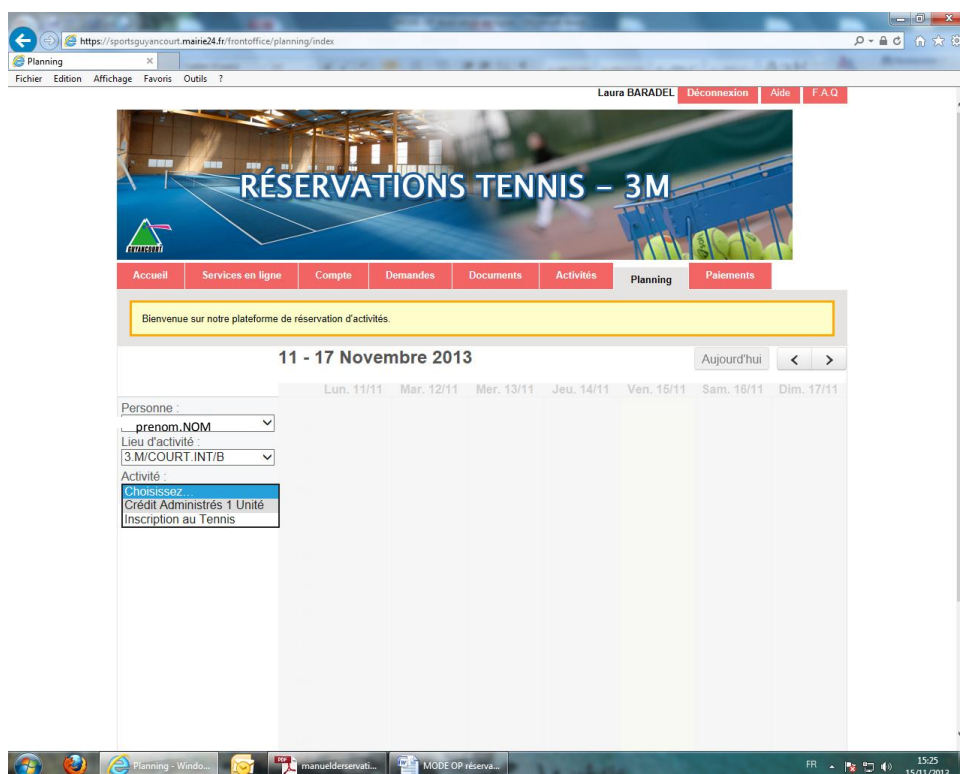 https://sportsguyancourt.mairie24.fr/frontoffice/planning/index
Planning ×
Fichier Edition Affichage Favoris Outils ?
Laura BARADEL Déconnexion Aide F.A.Q
RÉSERVATIONS TENNIS – 3M
GUYANCOURT
Accueil Services en ligne Compte Demandes Documents Activités Planning Paiements
Bienvenue sur notre plateforme de réservation d'activités.
11 - 17 Novembre 2013 Aujourd'hui < >
Lun. 11/11 Mar. 12/11 Mer. 13/11 Jeu. 14/11 Ven. 15/11 Sam. 16/11 Dim. 17/11
Personne :
prenom.NOM
Lieu d'activité :
3.M/COURT.INT/B
Activité :
Choisissez...
Crédit Administrés 1 Unité
Inscription au Tennis
Planning - Windo... manuelderservati... MODE OP réserva... FR 15:25
15/11/2013